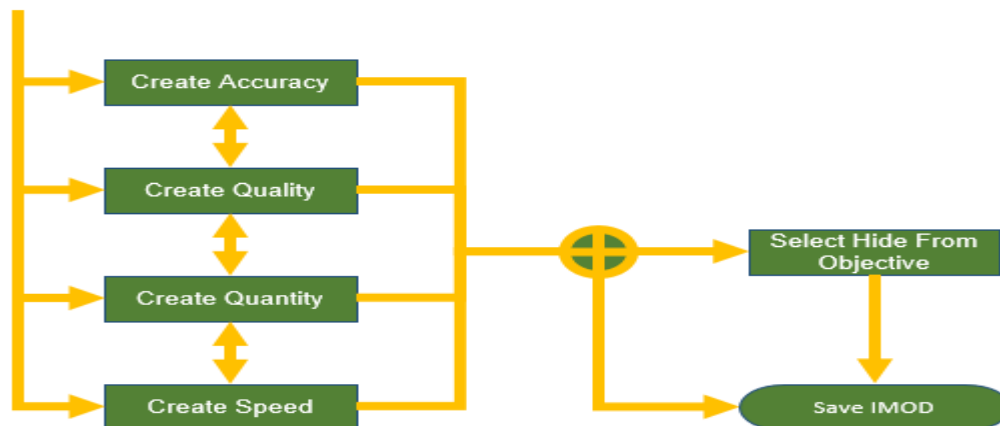 Create Accuracy
Create Quality
Create Quantity
Create Speed
Select Hide From
Objective
Save IMOD